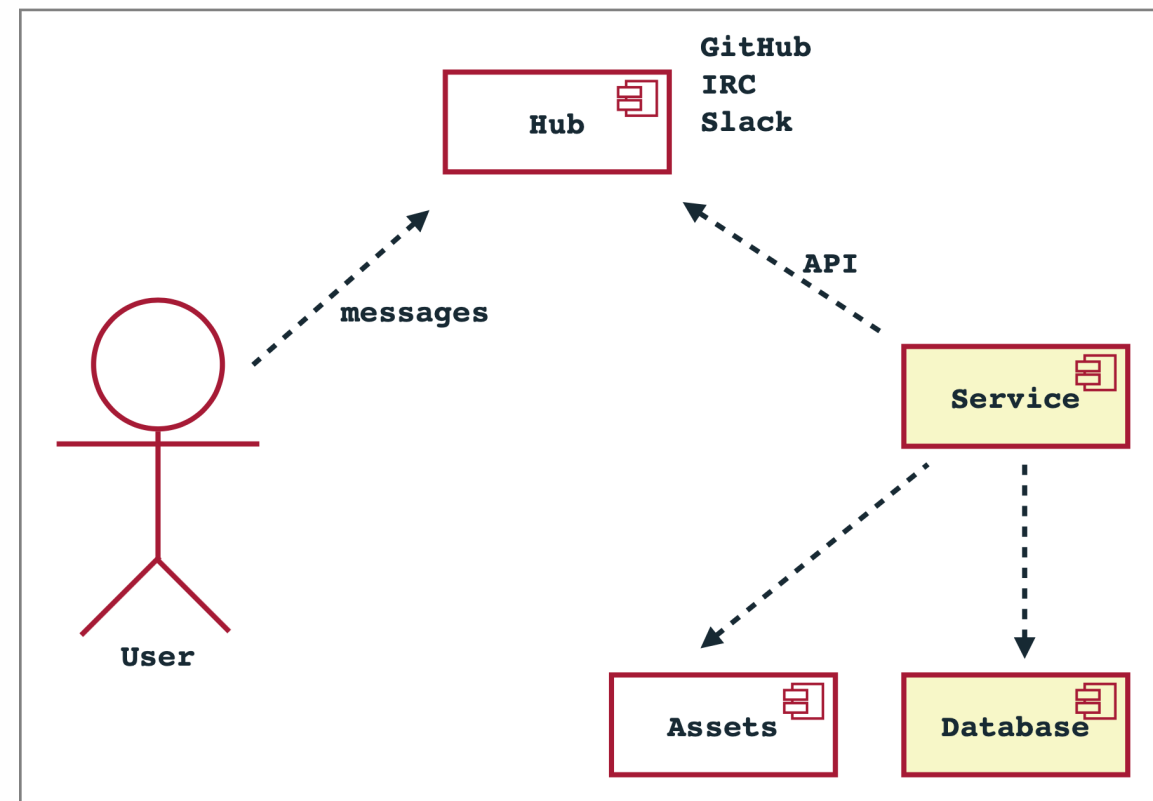 GitHub
IRC
Slack
Hub
API
messages
Service
User
Assets
Database